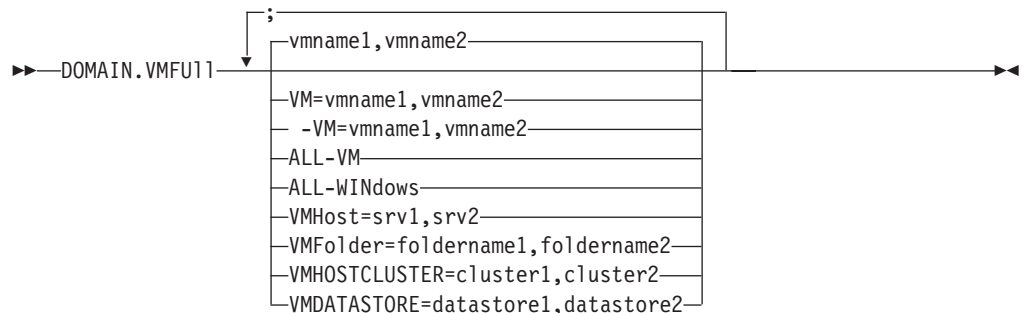 ;
vmname1,vmname2
DOMAIN.VMFUll
VM=vmname1,vmname2
-VM=vmname1,vmname2
ALL-VM
ALL-WINdows
VMHost=srv1,srv2
VMFolder=foldername1,foldername2
VMHOSTCLUSTER=cluster1,cluster2
VMDATASTORE=datastore1,datastore2